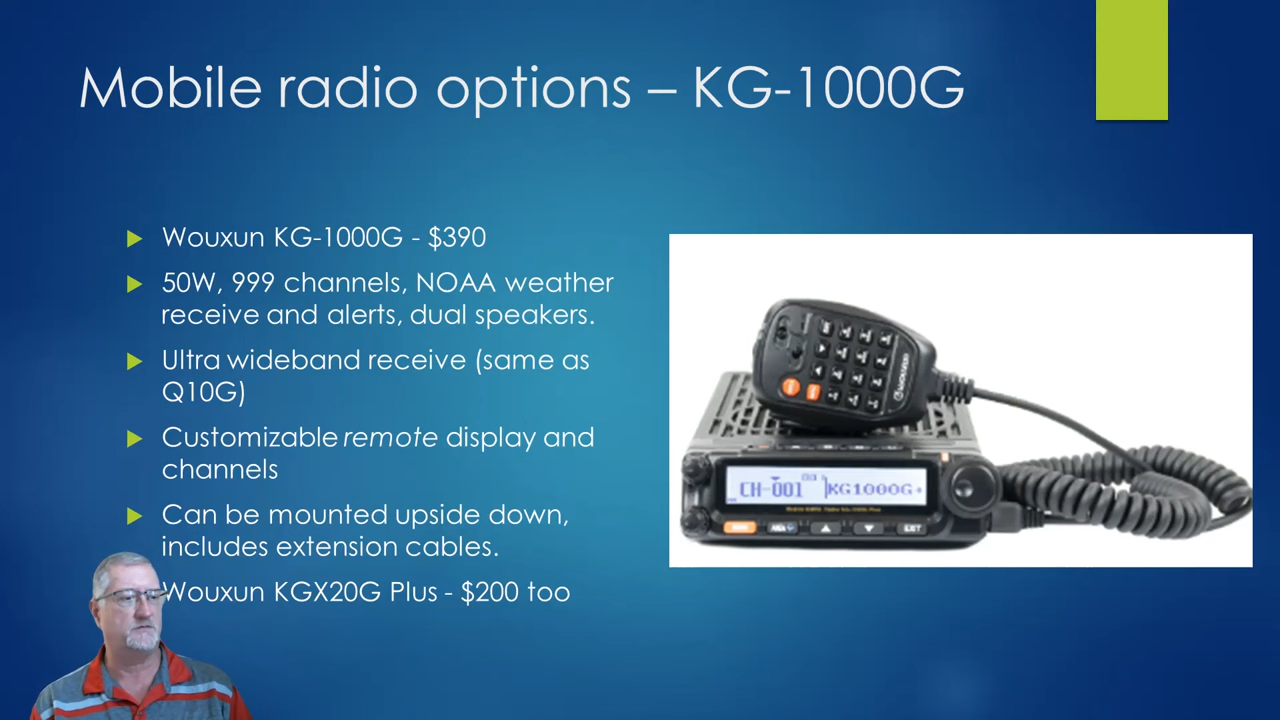 Mobile radio options – KG-1000G
Wouxun KG-1000G - $390
50W, 999 channels, NOAA weather
receive and alerts, dual speakers.
Ultra wideband receive (same as
Q10G)
Customizable remote display and
channels
Can be mounted upside down,
includes extension cables.
Wouxun KGX20G Plus - $200 too
WOUXUN
CH-001 KG1000G+
EXIT